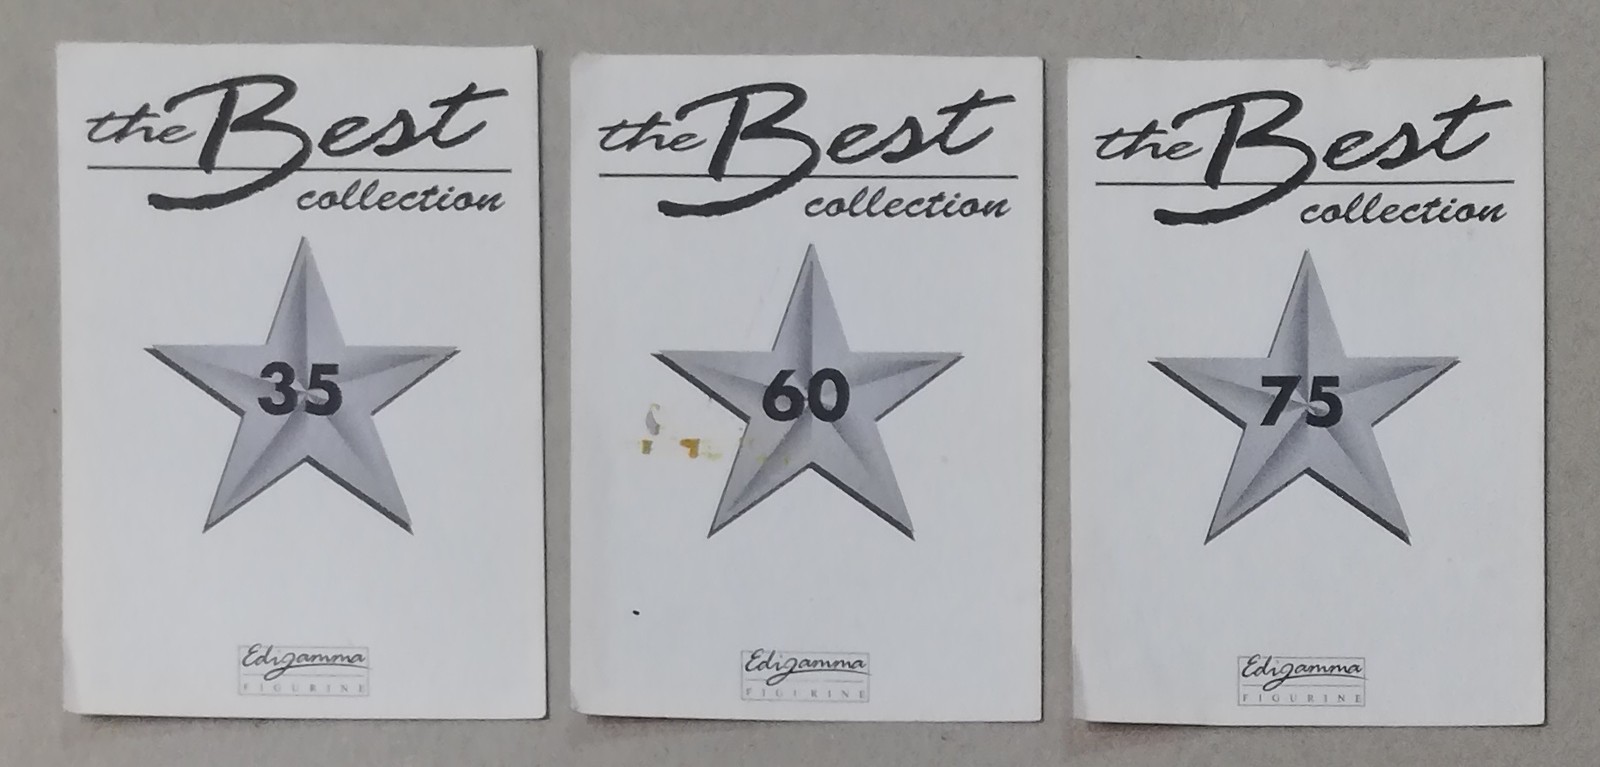 the Best
collection
35
Edigamma
FIGURINE
the Best
collection
60
Edigamma
FIGURINE
the Best
collection
75
Edigamma
FIGURINE